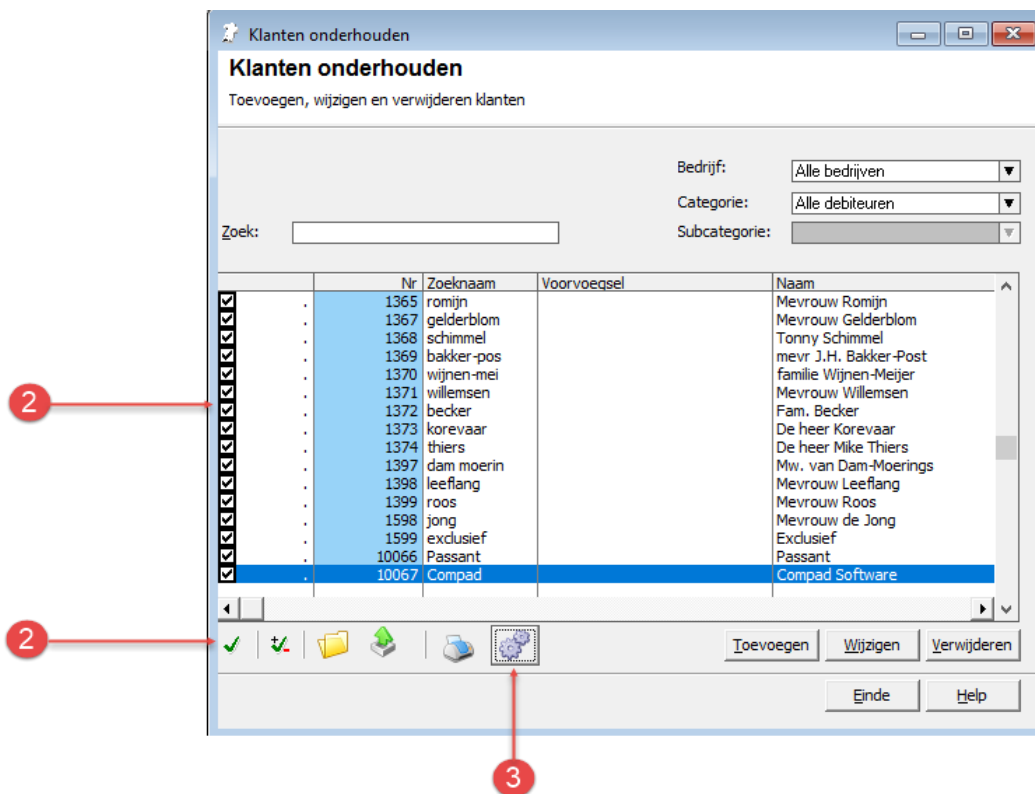 Klanten onderhouden
Klanten onderhouden
Toevoegen, wijzigen en verwijderen klanten
Bedrijf: Alle bedrijven
Categorie: Alle debiteuren
Zoek: Subcategorie:
Nr Zoeknaam Voorvoegsel Naam
. 1365 romijn Mevrouw Romijn
. 1367 gelderblom Mevrouw Gelderblom
. 1368 schimmel Tonny Schimmel
. 1369 bakker-pos mevr J.H. Bakker-Post
. 1370 wijnen-mei familie Wijnen-Meijer
. 1371 willemsen Mevrouw Willemsen
2
. 1372 becker Fam. Becker
. 1373 korevaar De heer Korevaar
. 1374 thiers De heer Mike Thiers
. 1397 dam moerin Mw. van Dam-Moerings
. 1398 leeflang Mevrouw Leeflang
. 1399 roos Mevrouw Roos
. 1598 jong Mevrouw de Jong
. 1599 exclusief Exclusief
. 10066 Passant Passant
. 10067 Compad Compad Software
2
Toevoegen Wijzigen Verwijderen
Einde Help
3